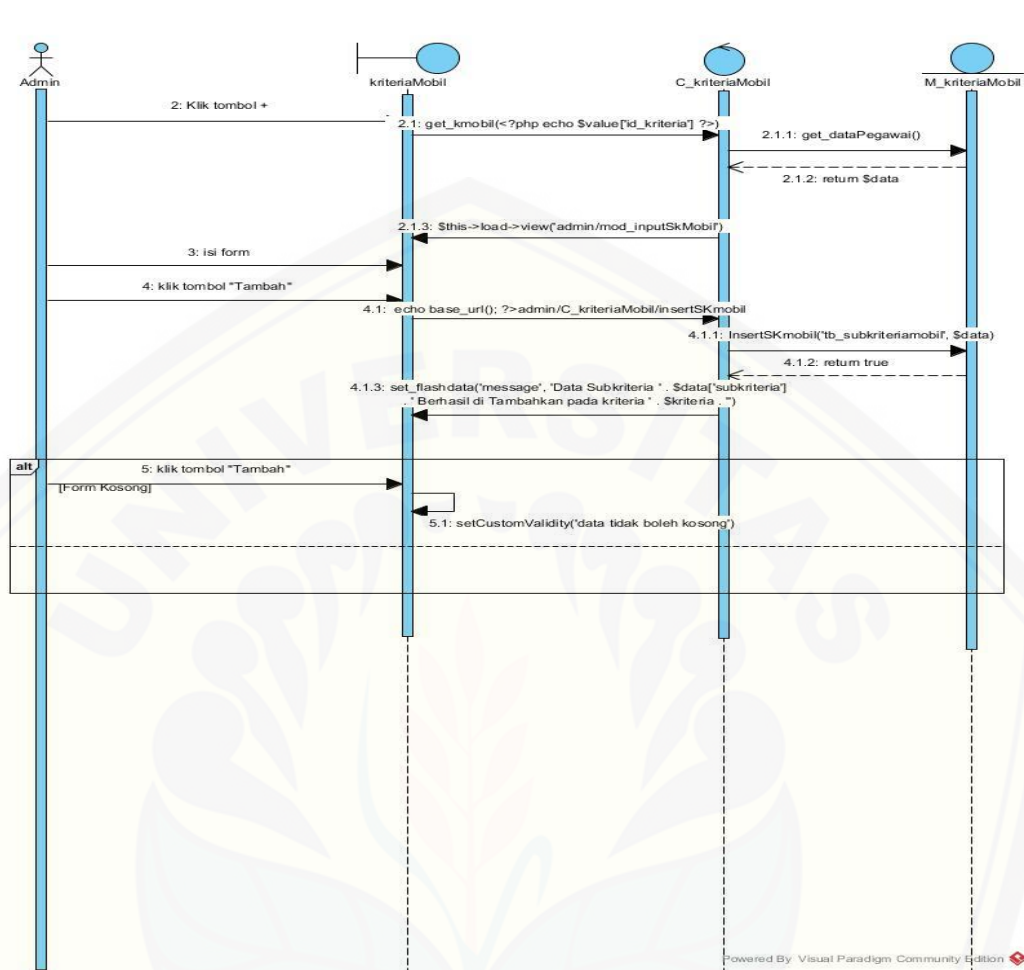 Admin
kriteriaMobil
C_kriteriaMobil
M_kriteriaMobil
2: Klik tombol +
2.1: get_kmobil(<?php echo $value['id_kriteria'] ?>)
2.1.1: get_dataPegawai()
2.1.2: return $data
2.1.3: $this->load->view('admin/mod_inputSkMobil')
3: isi form
4: klik tombol "Tambah"
4.1: echo base_url(); ?>admin/C_kriteriaMobil/insertSKmobil
4.1.1: InsertSKmobil('tb_subkriteriamobil', $data)
4.1.2: return true
4.1.3: set_flashdata('message', 'Data Subkriteria ' . $data['subkriteria']
. ' Berhasil di Tambahkan pada kriteria ' . $kriteria . '')
alt
5: klik tombol "Tambah"
[Form Kosong]
5.1: setCustomValidity('data tidak boleh kosong')
UNIVERSITAS
Powered By Visual Paradigm Community Edition